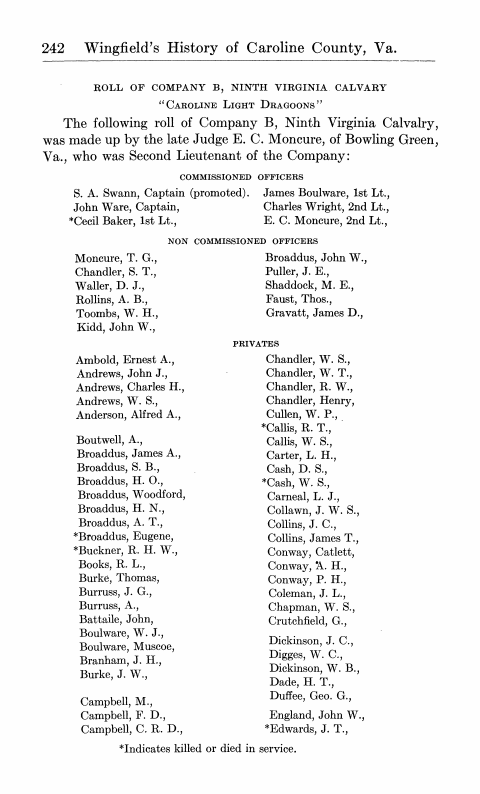 242 Wingfield's History of Caroline County, Va.
ROLL OF COMPANY B, NINTH VIRGINIA CALVARY
"CAROLINE LIGHT DRAGOONS"
The following roll of Company B, Ninth Virginia Calvalry,
was made up by the late Judge E. C. Moncure, of Bowling Green,
Va., who was Second Lieutenant of the Company:
COMMISSIONED OFFICERS
S. A. Swann, Captain (promoted).
John Ware, Captain,
*Cecil Baker, 1st Lt.,
James Boulware, 1st Lt.,
Charles Wright, 2nd Lt.,
E. C. Moncure, 2nd Lt.,
NON COMMISSIONED OFFICERS
Moncure, T. G.,
Chandler, S. T.,
Waller, D. J.,
Rollins, A. B.,
Toombs, W. H.,
Kidd, John W.,
Broaddus, John W.,
Puller, J. E.,
Shaddock, M. E.,
Faust, Thos.,
Gravatt, James D.,
PRIVATES
Ambold, Ernest A.,
Andrews, John J.,
Andrews, Charles H.,
Andrews, W. S.,
Anderson, Alfred A.,
Boutwell, A.,
Broaddus, James A.,
Broaddus, S. B.,
Broaddus, H. O.,
Broaddus, Woodford,
Broaddus, H. N.,
Broaddus, A. T.,
*Broaddus, Eugene,
*Buckner, R. H. W.,
Books, R. L.,
Burke, Thomas,
Burruss, J. G.,
Burruss, A.,
Battaile, John,
Boulware, W. J.,
Boulware, Muscoe,
Branham, J. H.,
Burke, J. W.,
Campbell, M.,
Campbell, F. D.,
Campbell, C. R. D.,
Chandler, W. S.,
Chandler, W. T.,
Chandler, R. W.,
Chandler, Henry,
Cullen, W. P.,
*Callis, R. T.,
Callis, W. S.,
Carter, L. H.,
Cash, D. S.,
*Cash, W. S.,
Carneal, L. J.,
Collawn, J. W. S.,
Collins, J. C.,
Collins, James T.,
Conway, Catlett,
Conway, A. H.,
Conway, P. H.,
Coleman, J. L.,
Chapman, W. S.,
Crutchfield, G.,
Dickinson, J. C.,
Digges, W. C.,
Dickinson, W. B.,
Dade, H. T.,
Duffee, Geo. G.,
England, John W.,
*Edwards, J. T.,
*Indicates killed or died in service.